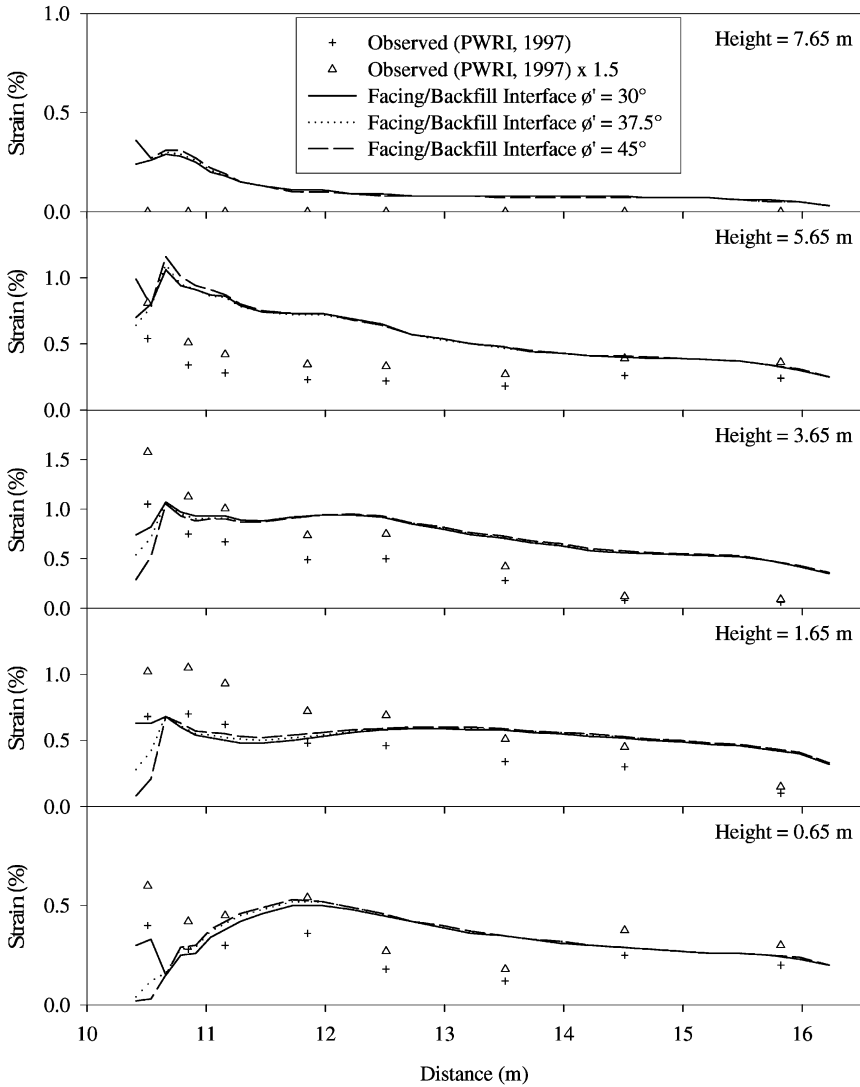 1.0
0.5
0.0
Strain (%)
Height = 7.65 m
Observed (PWRI, 1997)
Observed (PWRI, 1997) x 1.5
Facing/Backfill Interface ø' = 30°
Facing/Backfill Interface ø' = 37.5°
Facing/Backfill Interface ø' = 45°
1.0
0.5
0.0
Strain (%)
Height = 5.65 m
1.5
1.0
0.5
0.0
Strain (%)
Height = 3.65 m
1.0
0.5
0.0
Strain (%)
Height = 1.65 m
0.5
0.0
Strain (%)
Height = 0.65 m
10 11 12 13 14 15 16
Distance (m)